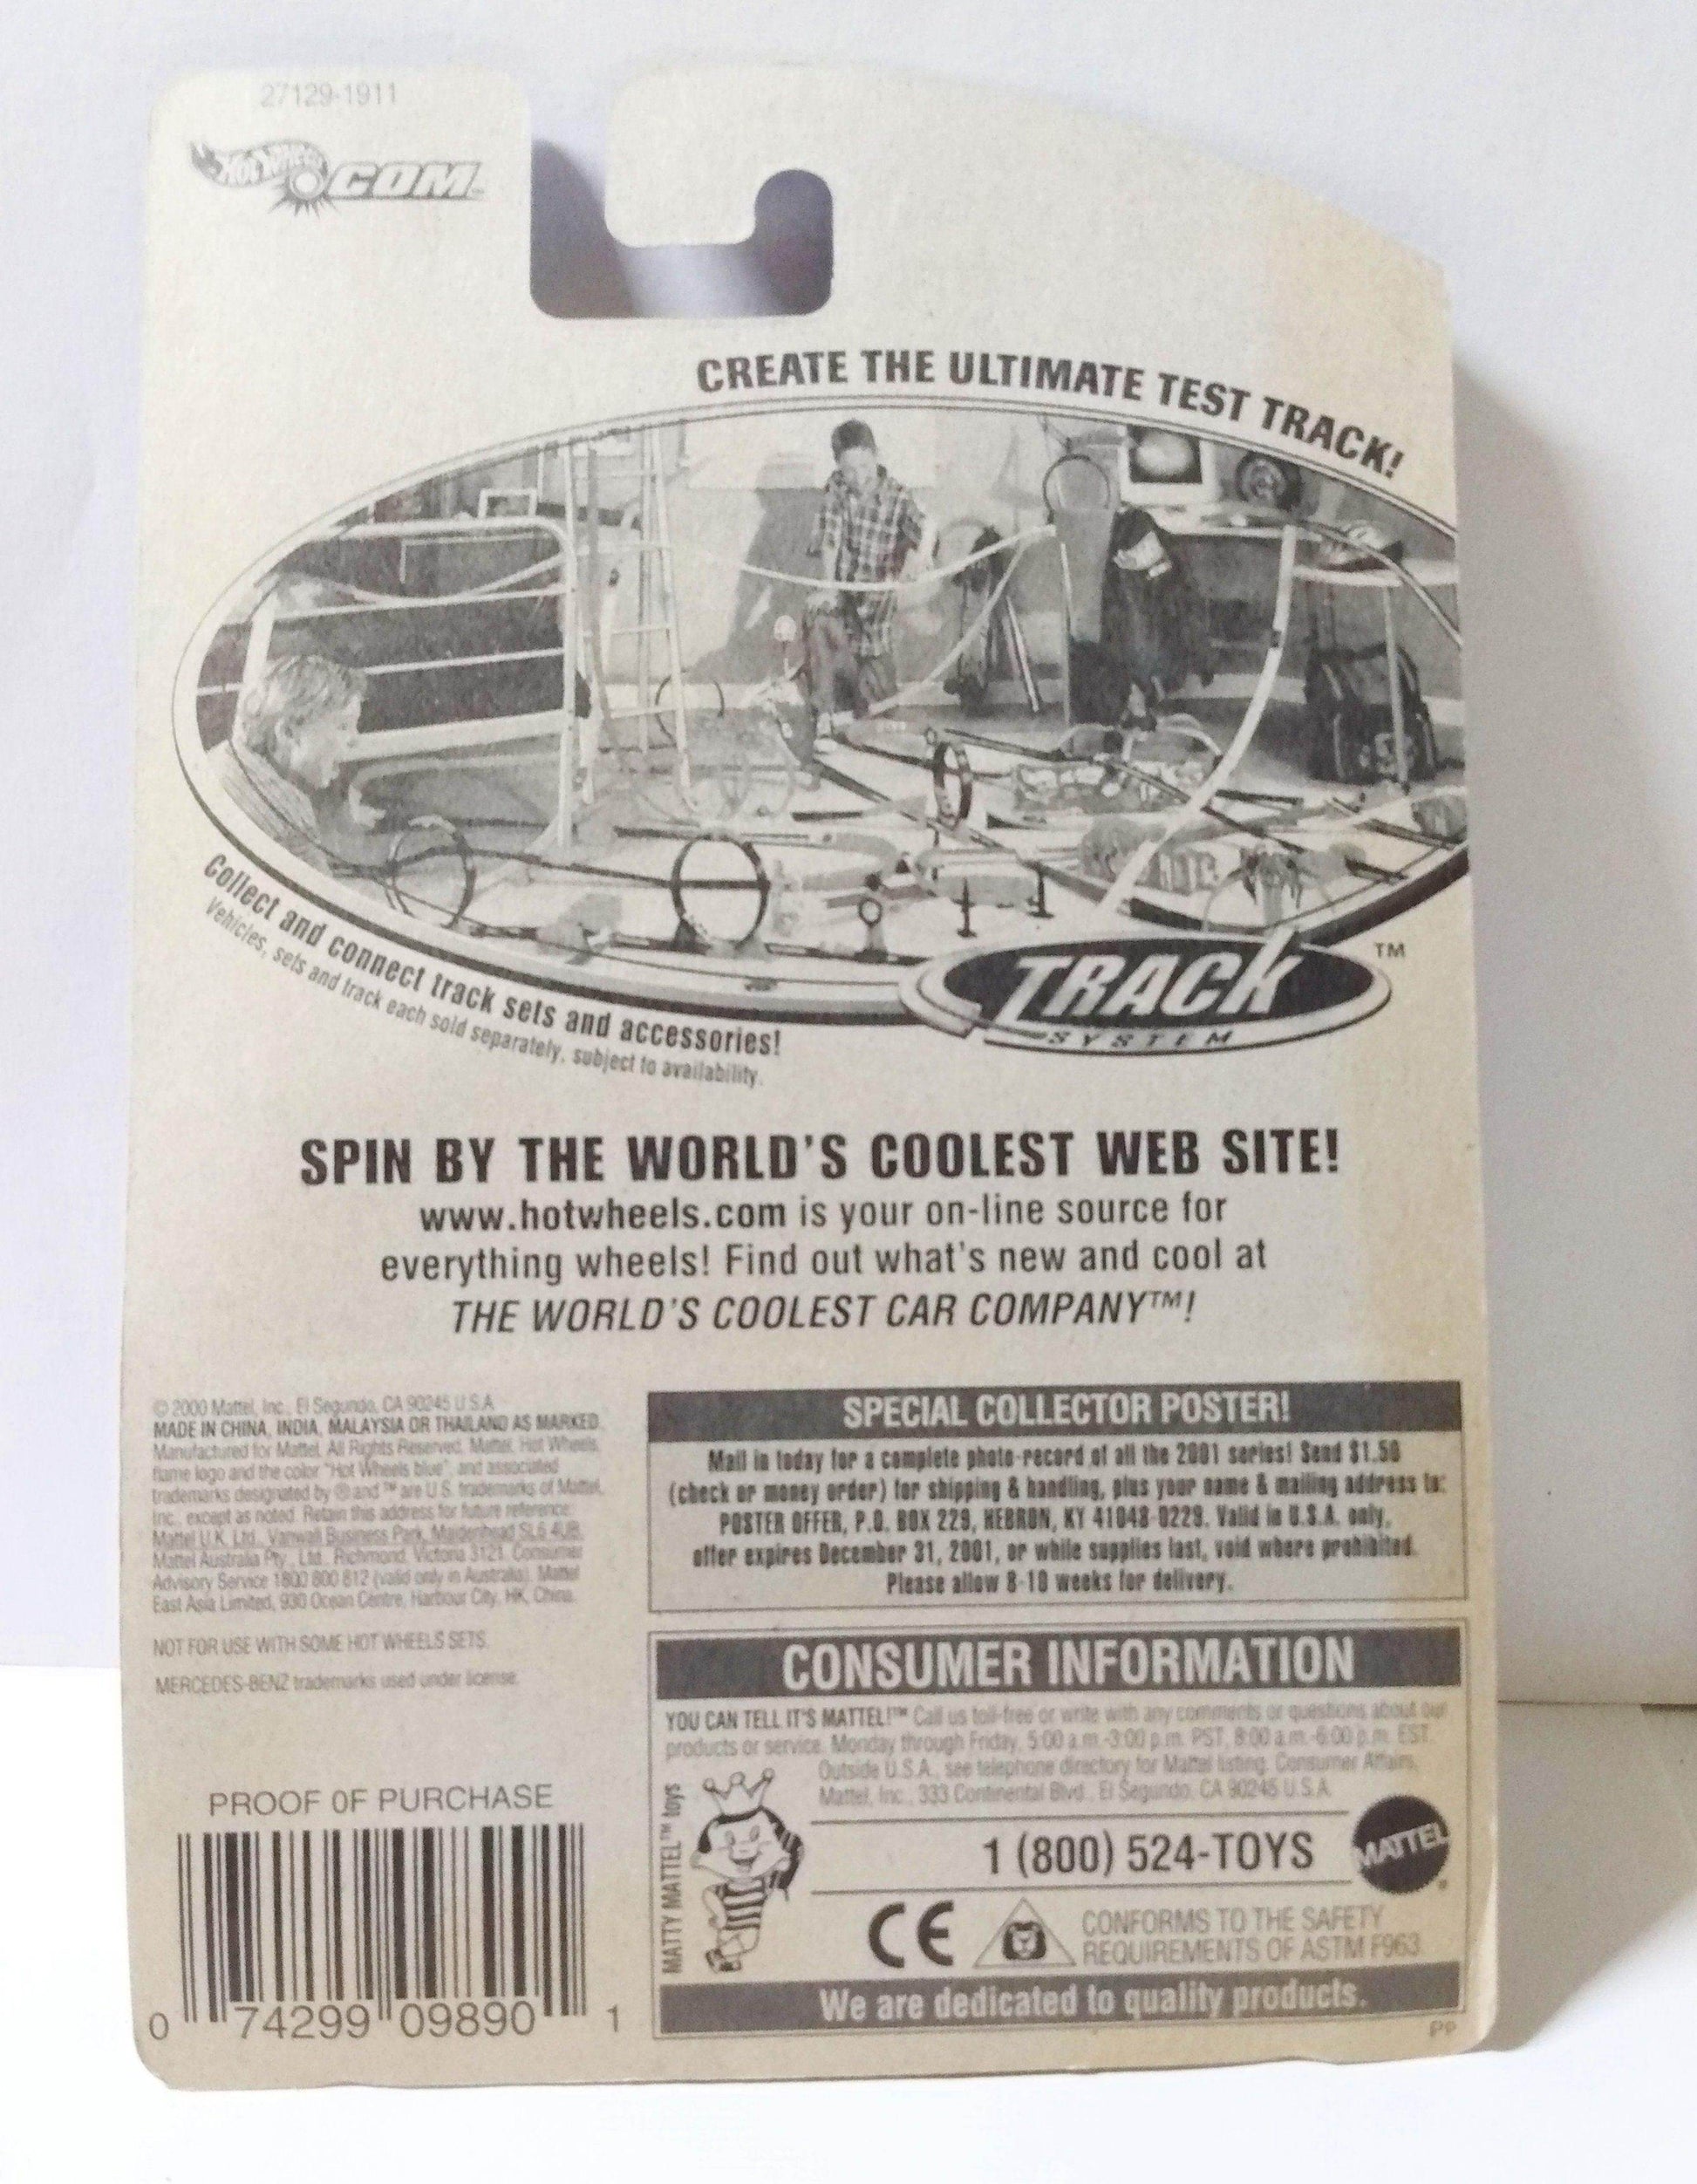 27129-1911
HOT WHEELS .COM
CREATE THE ULTIMATE TEST TRACK!
Collect and connect track sets and accessories!
Vehicles, sets and track each sold separately, subject to availability.
TRACK™
SYSTEM
SPIN BY THE WORLD'S COOLEST WEB SITE!
www.hotwheels.com is your on-line source for
everything wheels! Find out what's new and cool at
THE WORLD'S COOLEST CAR COMPANY™!
© 2000 Mattel, Inc., El Segundo, CA 90245 U.S.A.
MADE IN CHINA, INDIA, MALAYSIA OR THAILAND AS MARKED.
Manufactured for Mattel. All Rights Reserved. Mattel, Hot Wheels,
flame logo and the color "Hot Wheels blue", and associated
trademarks designated by ® and ™ are U.S. trademarks of Mattel,
Inc., except as noted. Retain this address for future reference:
Mattel U.K. Ltd., Vanwall Business Park, Maidenhead SL6 4UB.
Mattel Australia Pty., Ltd., Richmond, Victoria 3121. Consumer
Advisory Service 1800 800 812 (valid only in Australia). Mattel
East Asia Limited, 930 Ocean Centre, Harbour City, HK, China.
NOT FOR USE WITH SOME HOT WHEELS SETS.
MERCEDES-BENZ trademarks used under license.
PROOF OF PURCHASE
0 74299 09890 1
SPECIAL COLLECTOR POSTER!
Mail in today for a complete photo-record of all the 2001 series! Send $1.50
(check or money order) for shipping & handling, plus your name & mailing address to:
POSTER OFFER, P.O. BOX 229, HEBRON, KY 41048-0229. Valid in U.S.A. only,
offer expires December 31, 2001, or while supplies last, void where prohibited.
Please allow 8-10 weeks for delivery.
CONSUMER INFORMATION
YOU CAN TELL IT'S MATTEL!™ Call us toll-free or write with any comments or questions about our
products or service. Monday through Friday, 5:00 a.m.-3:00 p.m. PST, 8:00 a.m.-6:00 p.m. EST.
Outside U.S.A., see telephone directory for Mattel listing. Consumer Affairs,
Mattel, Inc., 333 Continental Blvd., El Segundo, CA 90245 U.S.A.
MATTY MATTEL™ toys
1 (800) 524-TOYS
MATTEL®
CE
CONFORMS TO THE SAFETY
REQUIREMENTS OF ASTM F963
We are dedicated to quality products.
PP